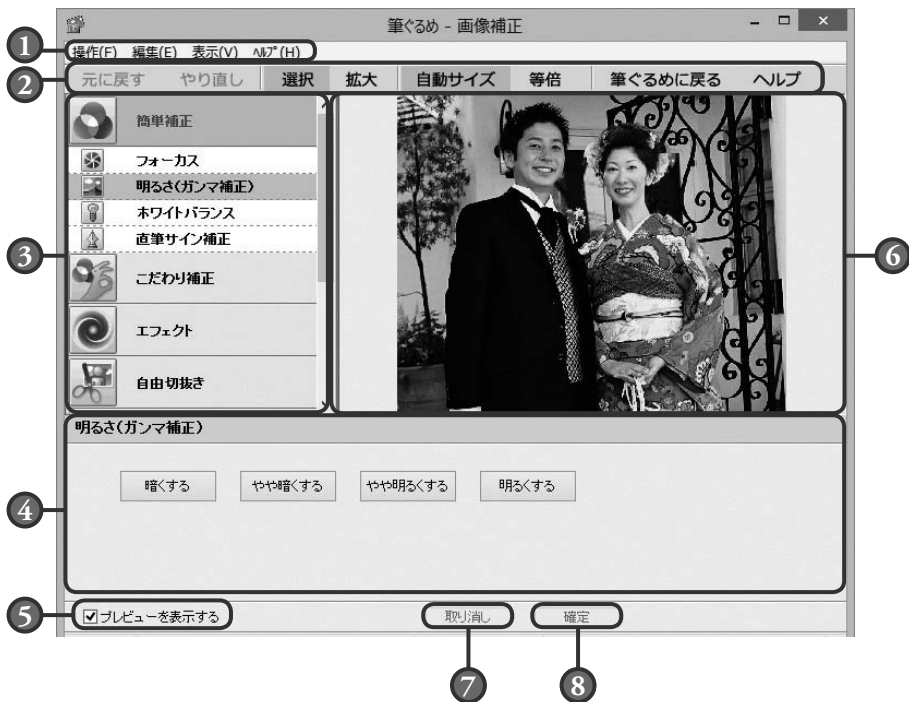 筆ぐるめ - 画像補正
1
操作(F) 編集(E) 表示(V) ﾍﾙﾌﾟ(H)
2
元に戻す やり直し 選択 拡大 自動サイズ 等倍 筆ぐるめに戻る ヘルプ
3
簡単補正
フォーカス
明るさ(ガンマ補正)
ホワイトバランス
直筆サイン補正
こだわり補正
エフェクト
自由切抜き
6
4
明るさ(ガンマ補正)
暗くする やや暗くする やや明るくする 明るくする
5
プレビューを表示する 取り消し 確定
7 8